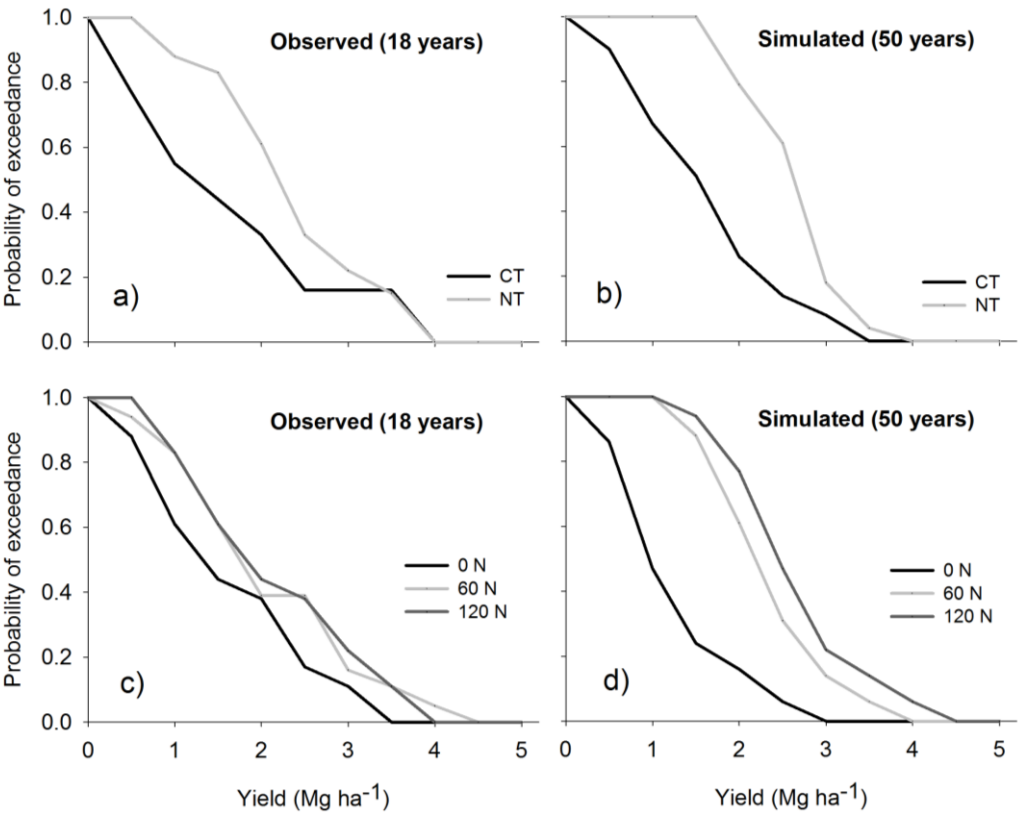 Observed (18 years)
Simulated (50 years)
Probability of exceedance
1.0
0.8
0.6
0.4
0.2
0.0
CT
NT
a)
CT
NT
b)
Observed (18 years)
Simulated (50 years)
Probability of exceedance
1.0
0.8
0.6
0.4
0.2
0.0
0 N
60 N
120 N
c)
0 N
60 N
120 N
d)
0 1 2 3 4 5
0 1 2 3 4 5
Yield (Mg ha⁻¹)
Yield (Mg ha⁻¹)